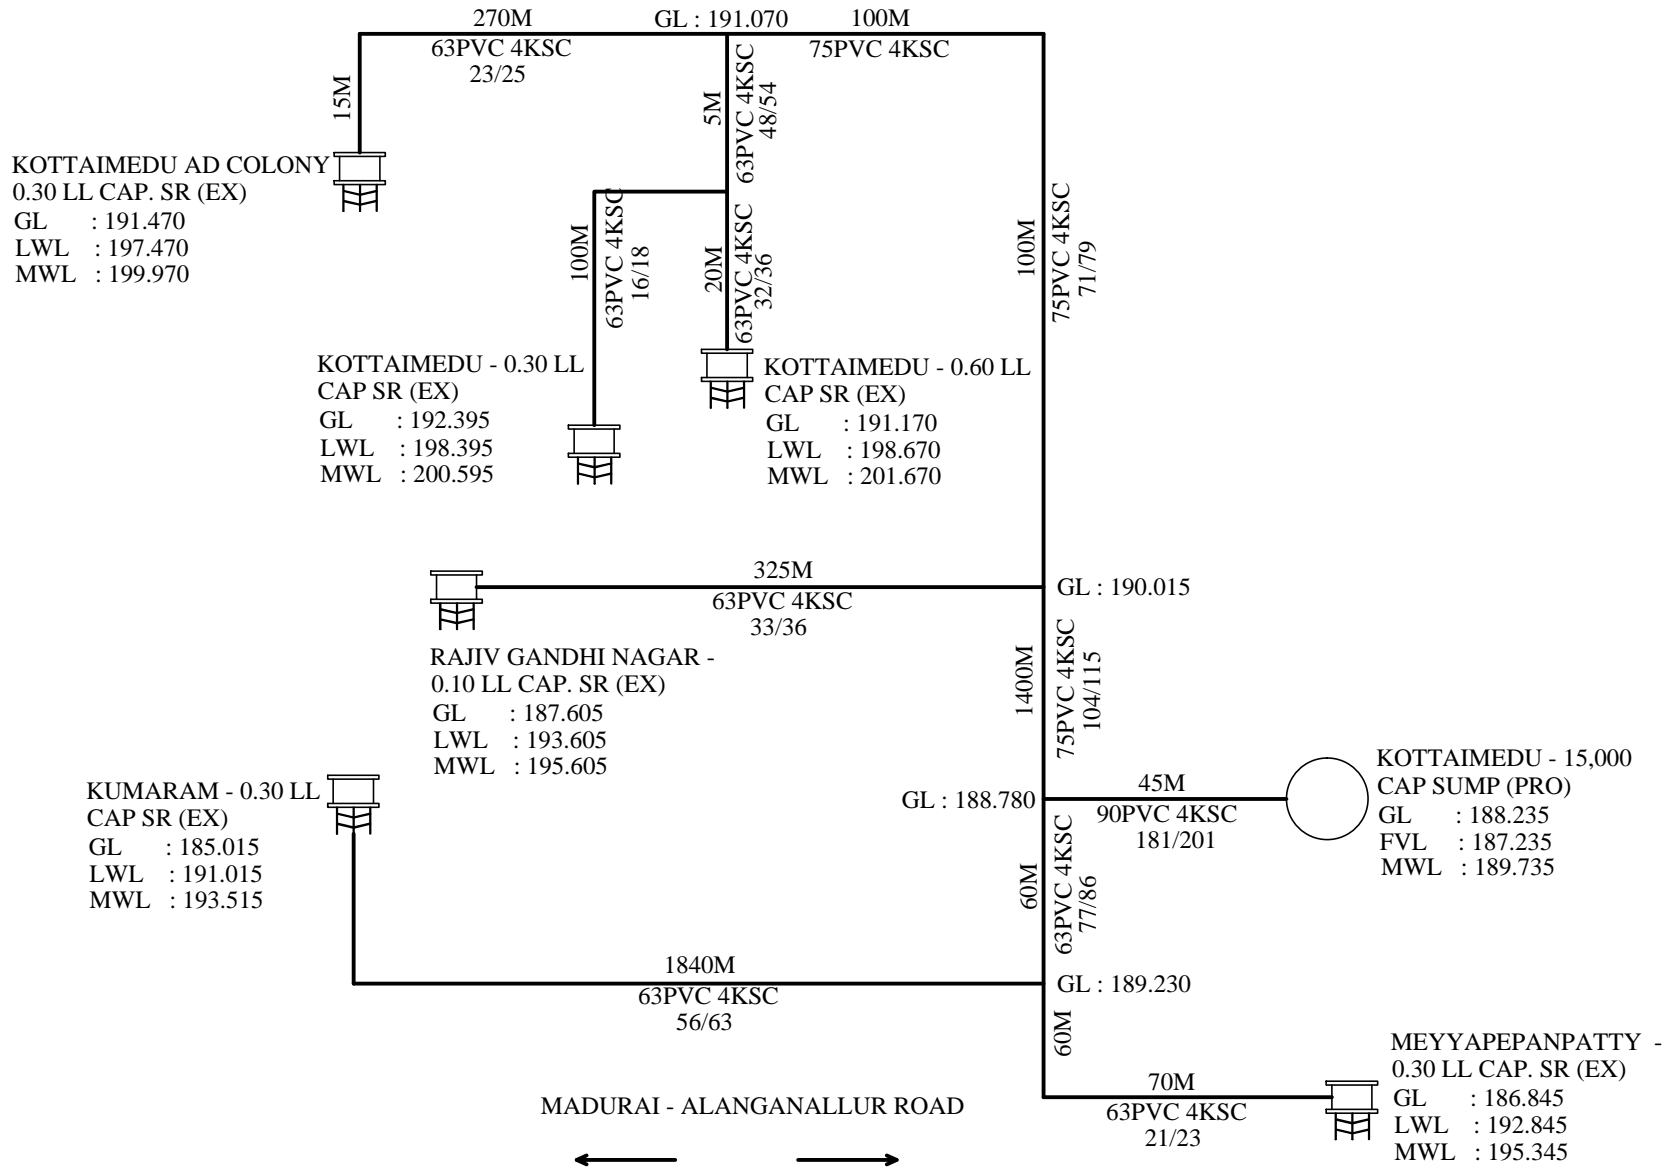 270M
GL : 191.070
100M
63PVC 4KSC
23/25
75PVC 4KSC
15M
5M
63PVC 4KSC
48/54
KOTTAIMEDU AD COLONY
0.30 LL CAP. SR (EX)
GL : 191.470
LWL : 197.470
MWL : 199.970
100M
63PVC 4KSC
16/18
20M
63PVC 4KSC
32/36
100M
75PVC 4KSC
71/79
KOTTAIMEDU - 0.30 LL
CAP SR (EX)
GL : 192.395
LWL : 198.395
MWL : 200.595
KOTTAIMEDU - 0.60 LL
CAP SR (EX)
GL : 191.170
LWL : 198.670
MWL : 201.670
325M
63PVC 4KSC
33/36
GL : 190.015
RAJIV GANDHI NAGAR -
0.10 LL CAP. SR (EX)
GL : 187.605
LWL : 193.605
MWL : 195.605
1400M
75PVC 4KSC
104/115
KUMARAM - 0.30 LL
CAP SR (EX)
GL : 185.015
LWL : 191.015
MWL : 193.515
GL : 188.780
45M
90PVC 4KSC
181/201
KOTTAIMEDU - 15,000
CAP SUMP (PRO)
GL : 188.235
FVL : 187.235
MWL : 189.735
60M
63PVC 4KSC
77/86
1840M
63PVC 4KSC
56/63
GL : 189.230
60M
70M
63PVC 4KSC
21/23
MEYYAPEPANPATTY -
0.30 LL CAP. SR (EX)
GL : 186.845
LWL : 192.845
MWL : 195.345
MADURAI - ALANGANALLUR ROAD